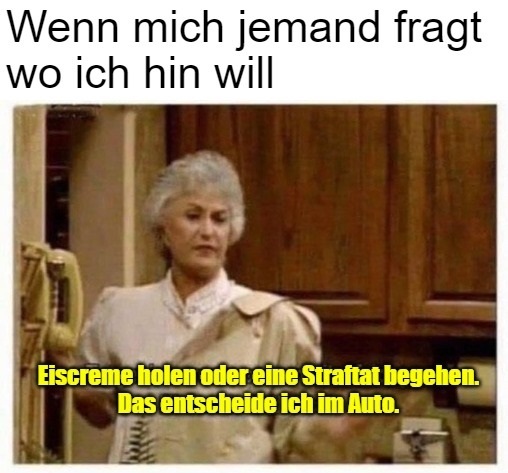 Wenn mich jemand fragt
wo ich hin will
Eiscreme holen oder eine Straftat begehen.
Das entscheide ich im Auto.